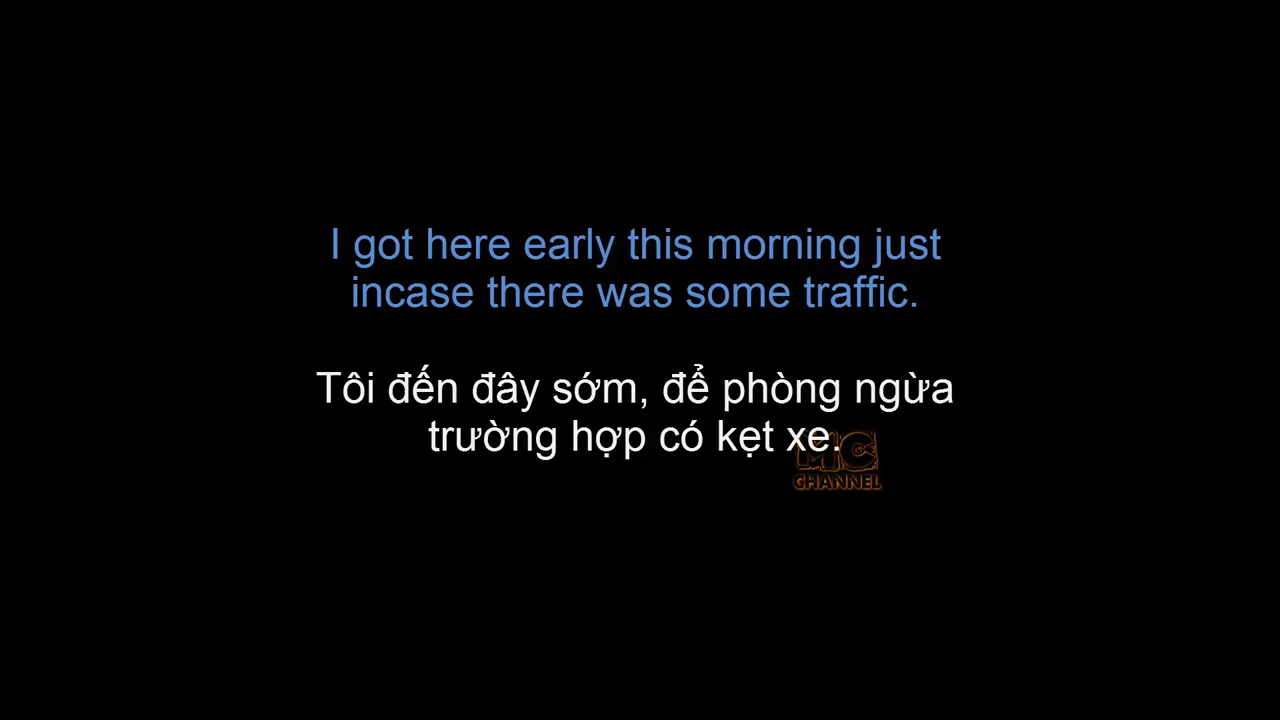 I got here early this morning just
incase there was some traffic.
Tôi đến đây sớm, để phòng ngừa
trường hợp có kẹt xe.
MC
CHANNEL